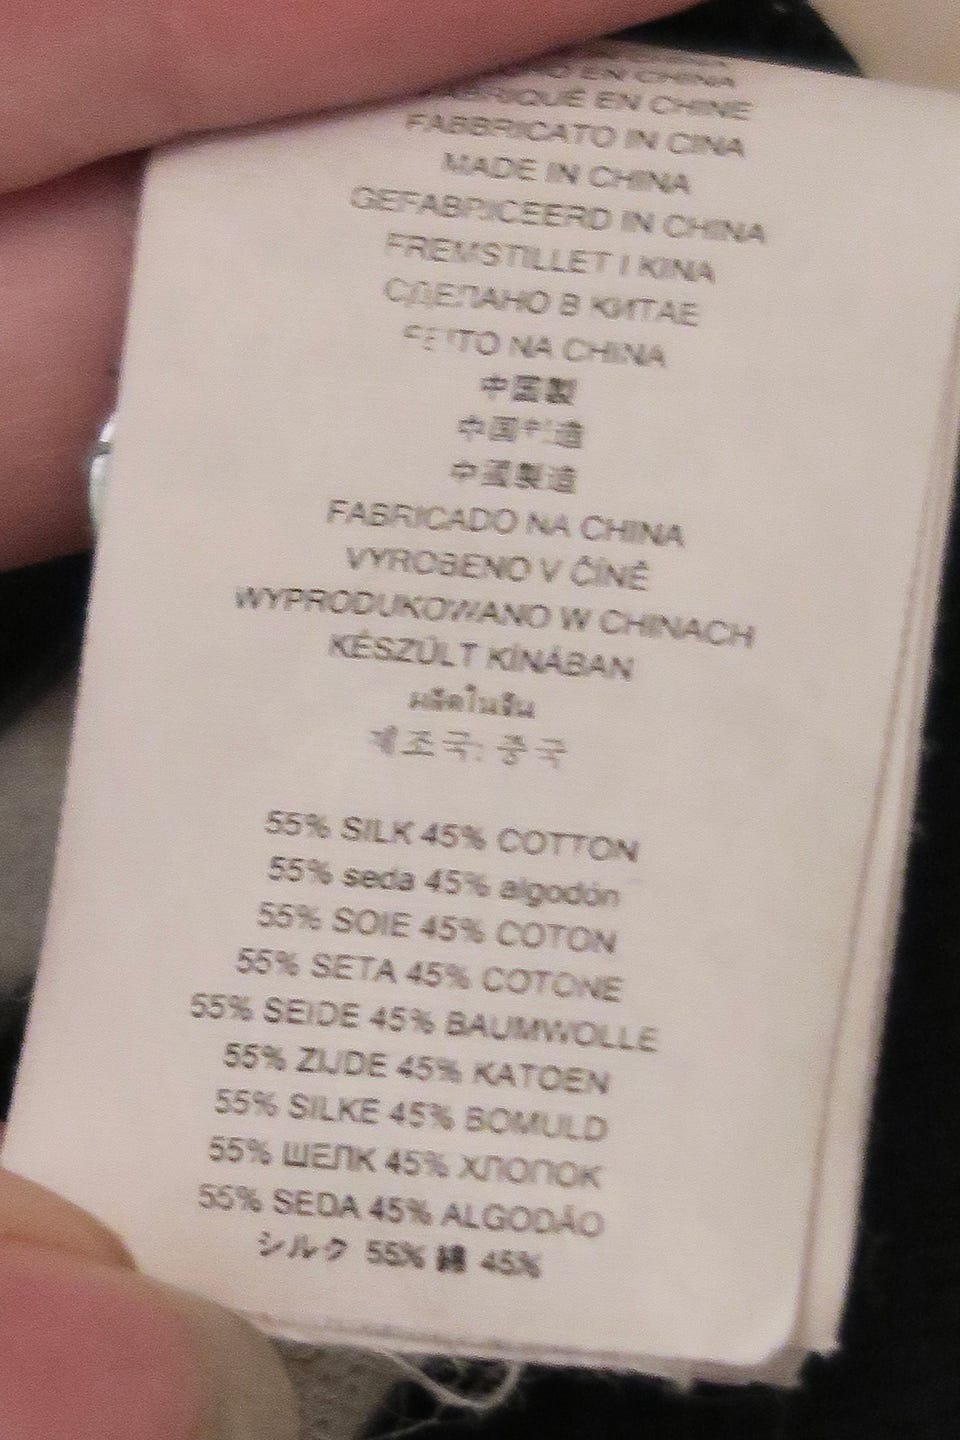 EN CHINA
FABRIQUÉ EN CHINE
FABBRICATO IN CINA
MADE IN CHINA
GEFABRICEERD IN CHINA
FREMSTILLET I KINA
СДЕЛАНО В КИТАЕ
FEITO NA CHINA
中国製
中国制造
中國製造
FABRICADO NA CHINA
VYROBENO V ČÍNĚ
WYPRODUKOWANO W CHINACH
KÉSZÜLT KÍNÁBAN
ผลิตในจีน
제조국: 중국
55% SILK 45% COTTON
55% seda 45% algodón
55% SOIE 45% COTON
55% SETA 45% COTONE
55% SEIDE 45% BAUMWOLLE
55% ZIJDE 45% KATOEN
55% SILKE 45% BOMULD
55% ШЕЛК 45% ХЛОПОК
55% SEDA 45% ALGODÃO
シルク 55% 綿 45%